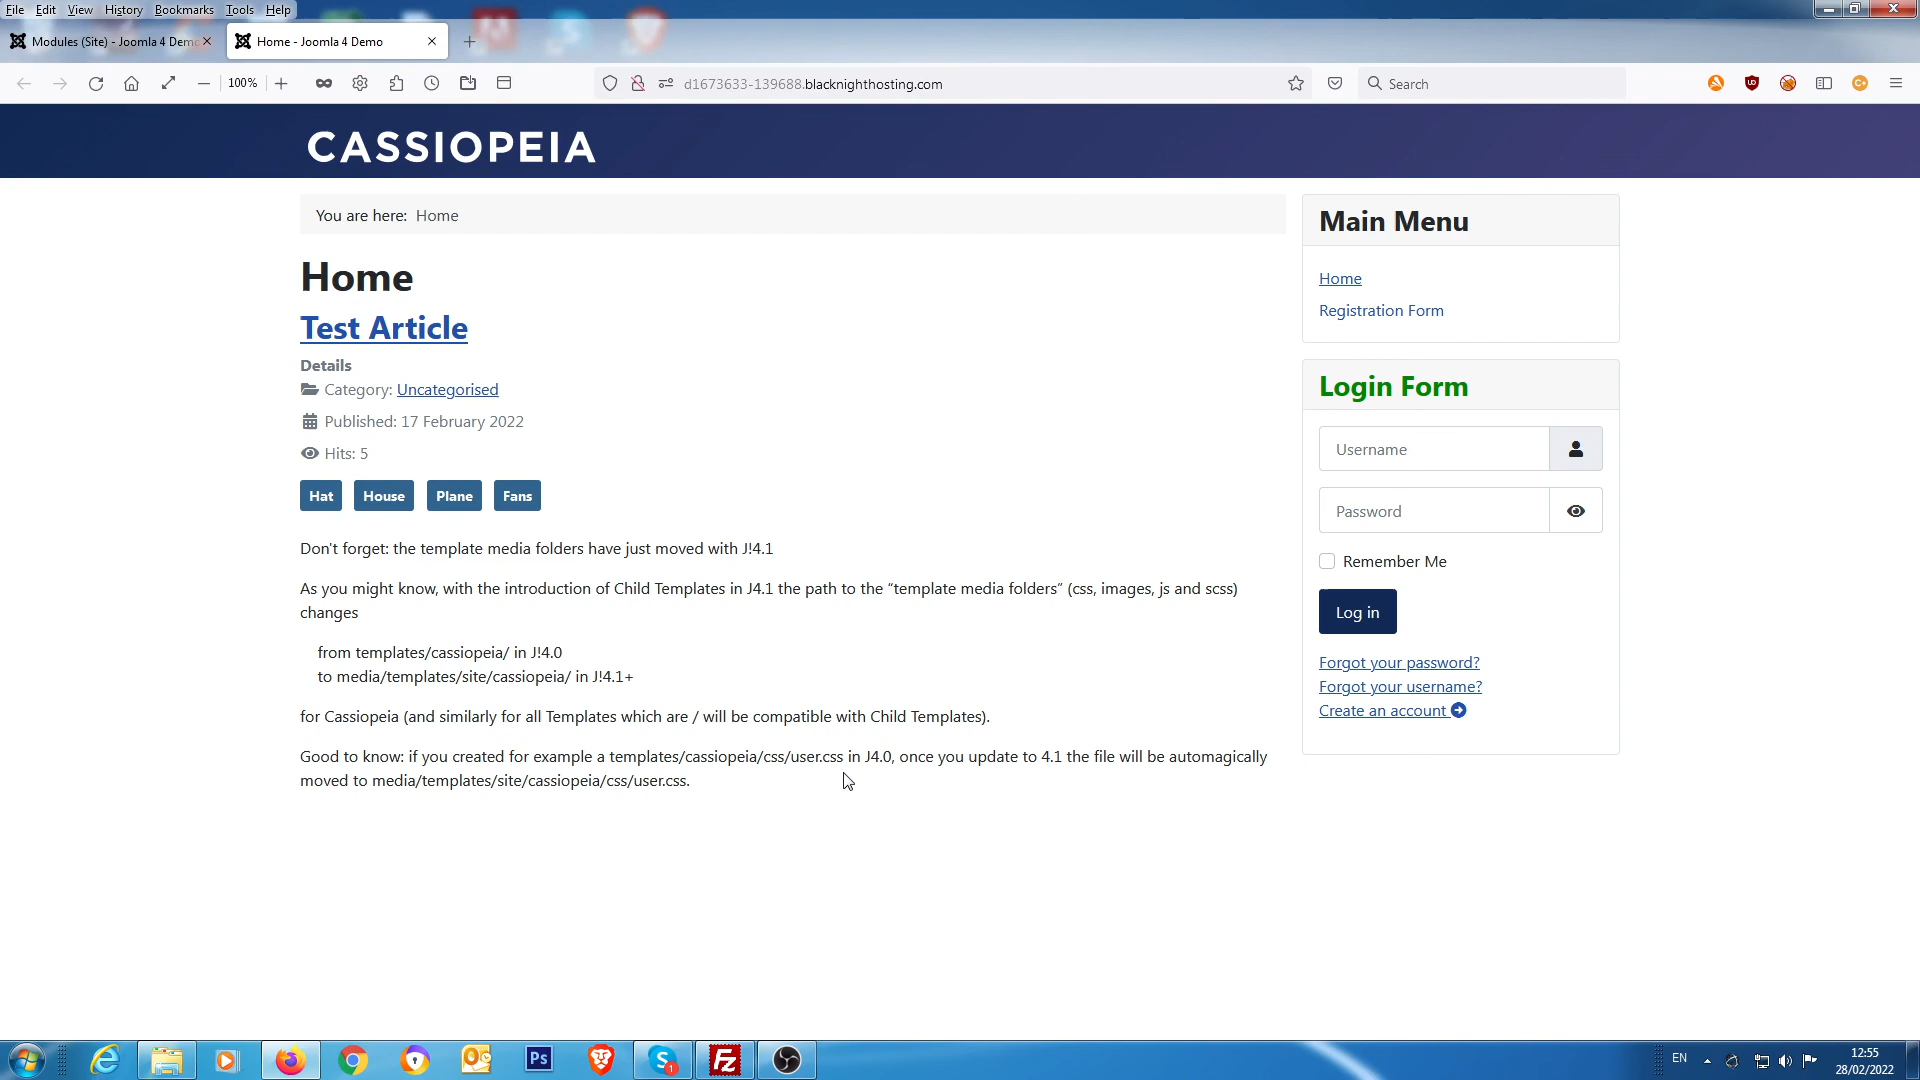 File Edit View History Bookmarks Tools Help
Modules (Site) - Joomla 4 Demo
Home - Joomla 4 Demo
100%
d1673633-139688.blacknighthosting.com
Search
CASSIOPEIA
You are here: Home
Home
Test Article
Details
Category: Uncategorised
Published: 17 February 2022
Hits: 5
Hat House Plane Fans
Don't forget: the template media folders have just moved with J!4.1
As you might know, with the introduction of Child Templates in J4.1 the path to the “template media folders” (css, images, js and scss)
changes
from templates/cassiopeia/ in J!4.0
to media/templates/site/cassiopeia/ in J!4.1+
for Cassiopeia (and similarly for all Templates which are / will be compatible with Child Templates).
Good to know: if you created for example a templates/cassiopeia/css/user.css in J4.0, once you update to 4.1 the file will be automagically
moved to media/templates/site/cassiopeia/css/user.css.
Main Menu
Home
Registration Form
Login Form
Username
Password
Remember Me
Log in
Forgot your password?
Forgot your username?
Create an account
Ps
S
1
Fz
EN
12:55
28/02/2022